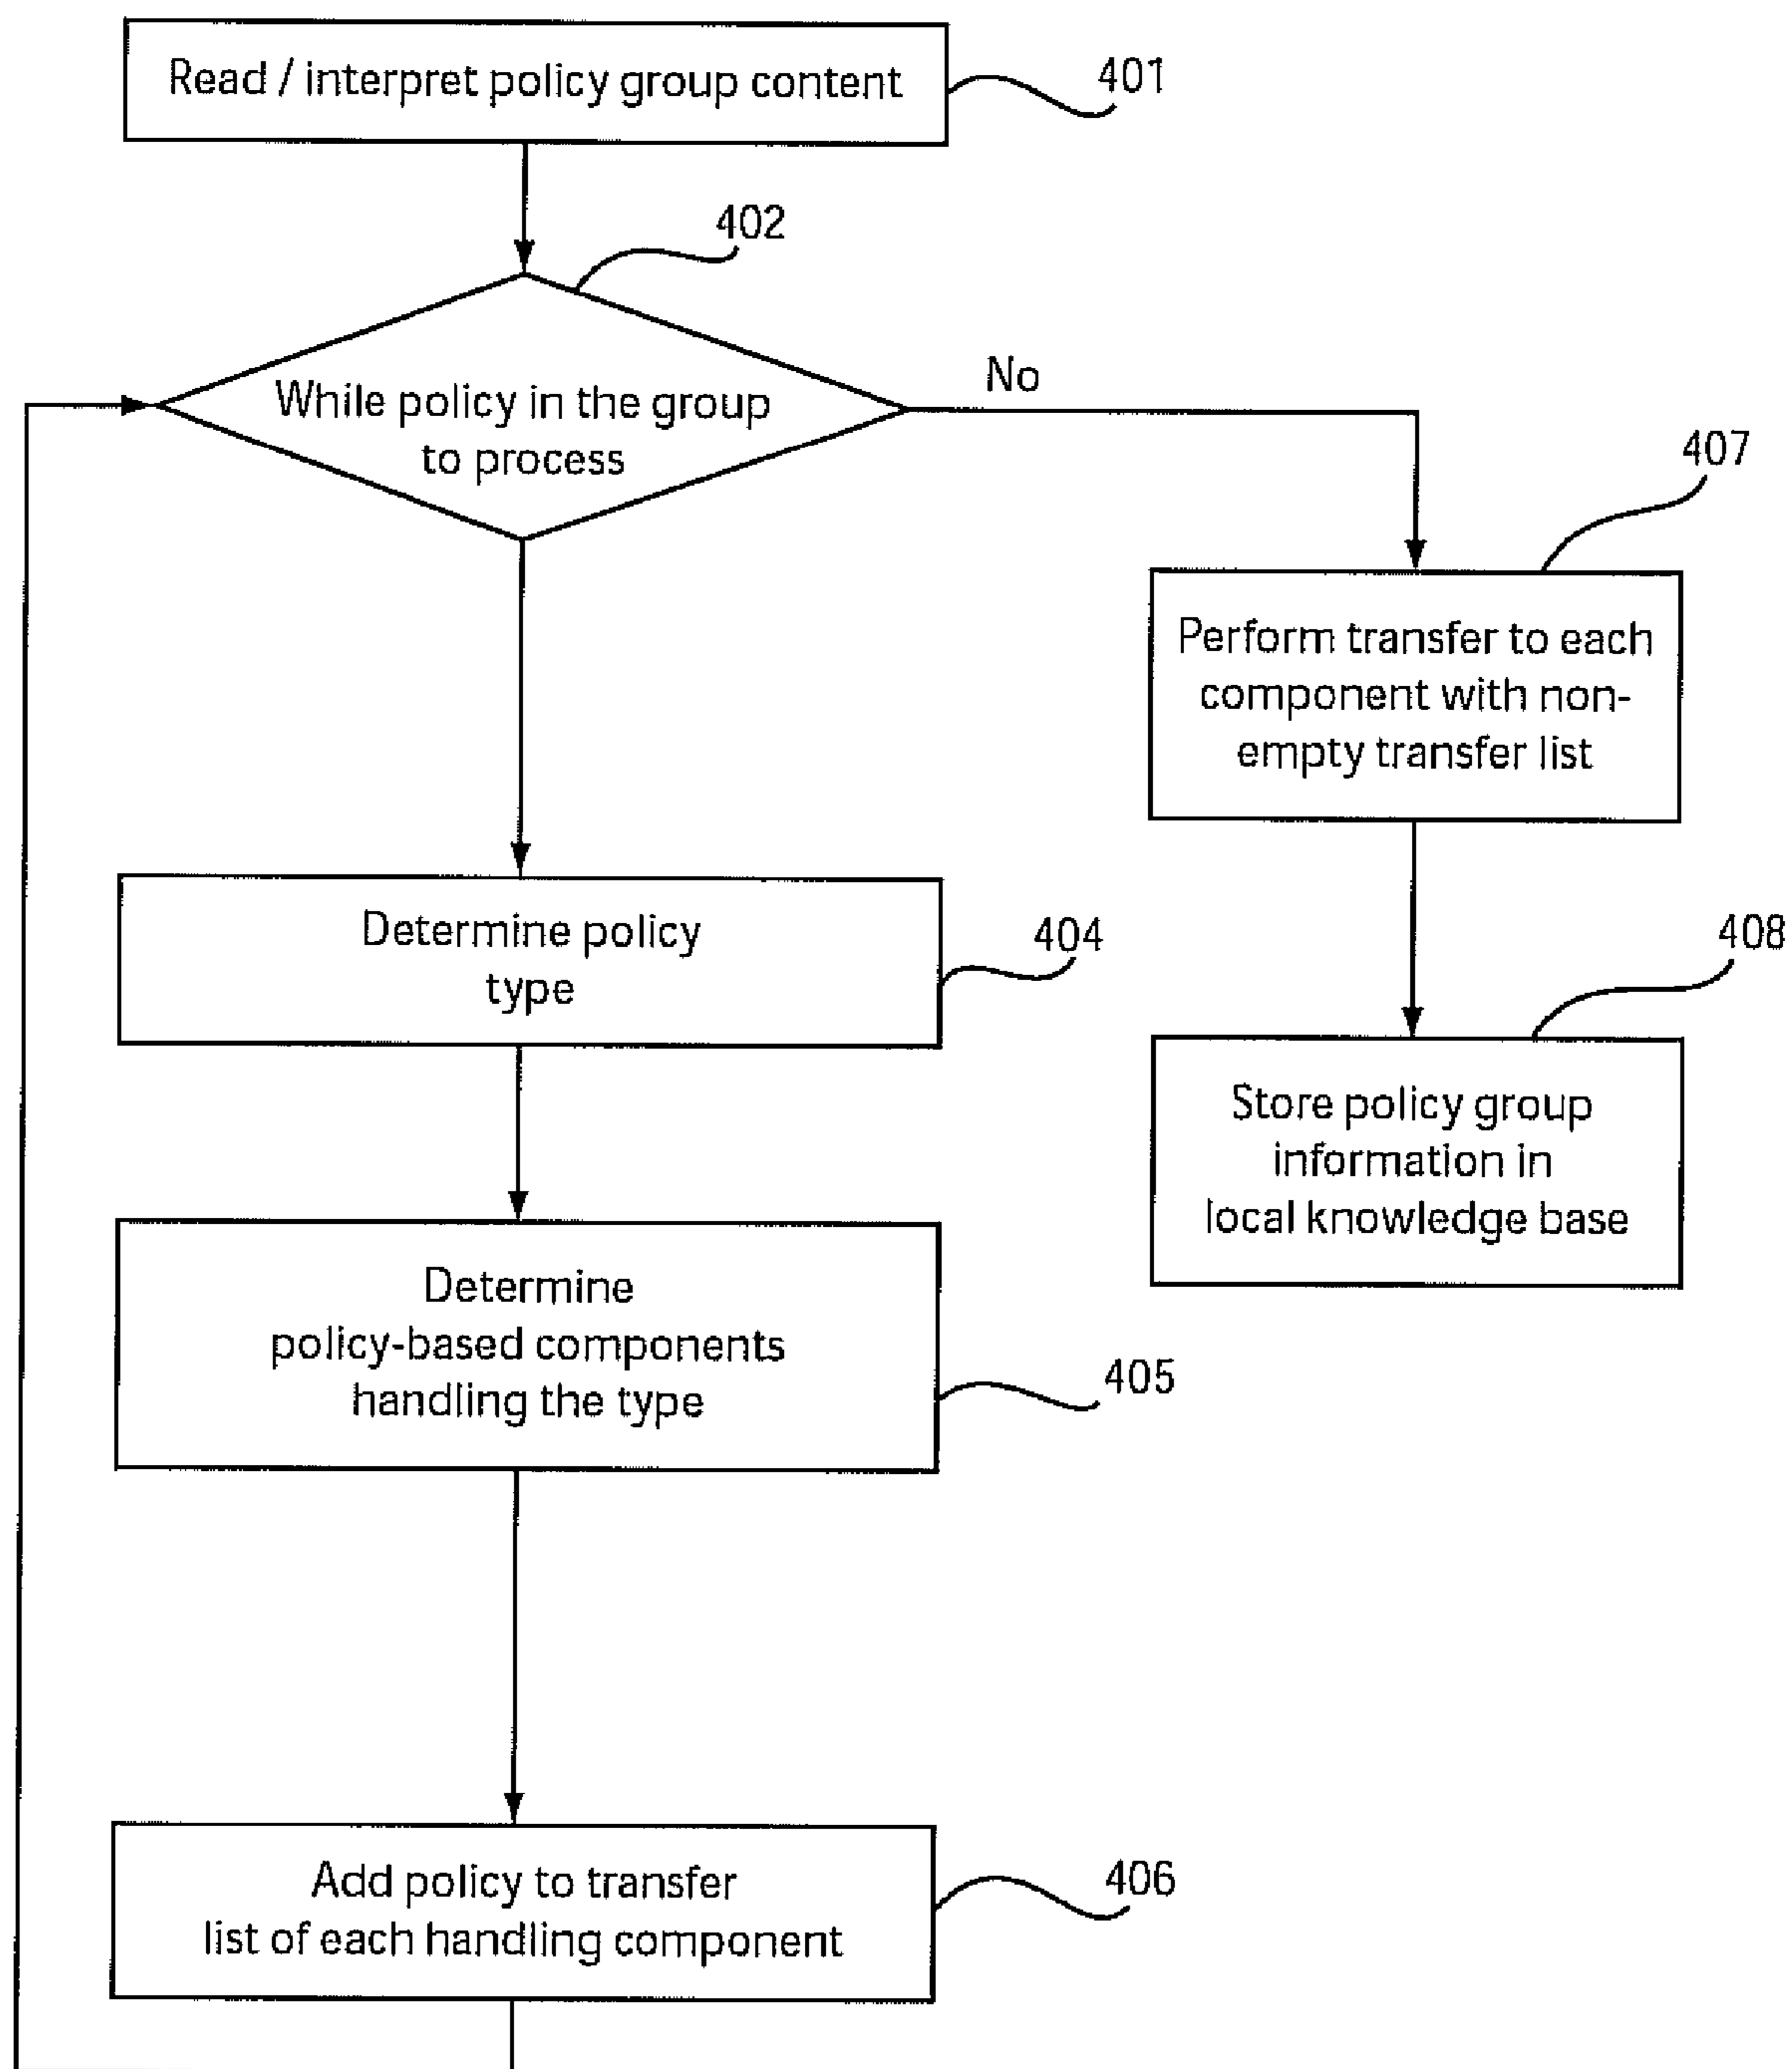 Read / interpret policy group content
401
402
While policy in the group
to process
No
407
Perform transfer to each
component with non-
empty transfer list
Determine policy
type
404
408
Store policy group
information in
local knowledge base
Determine
policy-based components
handling the type
405
Add policy to transfer
list of each handling component
406